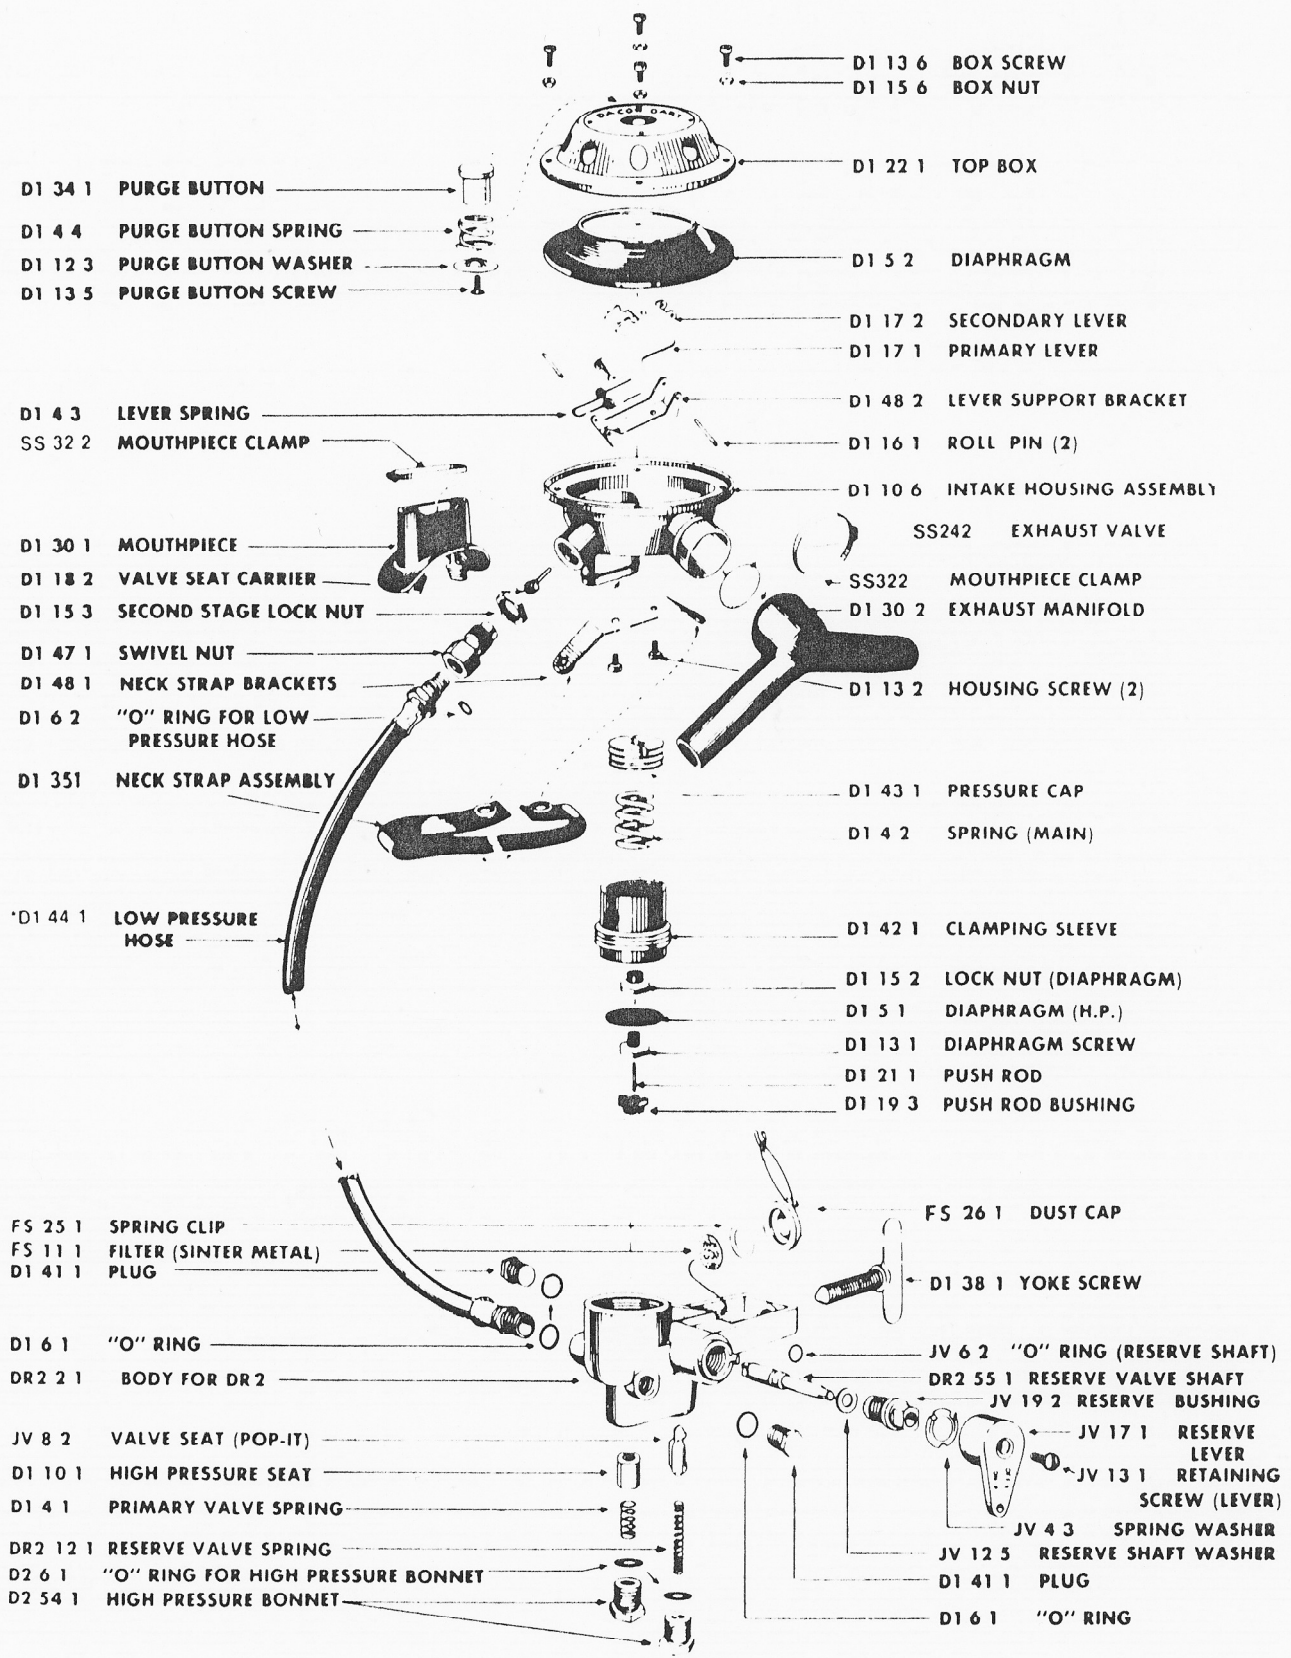 D1 13 6 BOX SCREW
D1 15 6 BOX NUT
DACOR DART
D1 22 1 TOP BOX
D1 34 1 PURGE BUTTON
D1 4 4 PURGE BUTTON SPRING
D1 12 3 PURGE BUTTON WASHER
D1 13 5 PURGE BUTTON SCREW
D1 5 2 DIAPHRAGM
D1 17 2 SECONDARY LEVER
D1 17 1 PRIMARY LEVER
D1 4 3 LEVER SPRING
SS 32 2 MOUTHPIECE CLAMP
D1 48 2 LEVER SUPPORT BRACKET
D1 16 1 ROLL PIN (2)
D1 10 6 INTAKE HOUSING ASSEMBLY
SS242 EXHAUST VALVE
D1 30 1 MOUTHPIECE
D1 18 2 VALVE SEAT CARRIER
D1 15 3 SECOND STAGE LOCK NUT
SS322 MOUTHPIECE CLAMP
D1 30 2 EXHAUST MANIFOLD
D1 47 1 SWIVEL NUT
D1 48 1 NECK STRAP BRACKETS
D1 6 2 "O" RING FOR LOW
PRESSURE HOSE
D1 13 2 HOUSING SCREW (2)
D1 351 NECK STRAP ASSEMBLY
D1 43 1 PRESSURE CAP
D1 4 2 SPRING (MAIN)
*D1 44 1 LOW PRESSURE
HOSE
D1 42 1 CLAMPING SLEEVE
D1 15 2 LOCK NUT (DIAPHRAGM)
D1 5 1 DIAPHRAGM (H.P.)
D1 13 1 DIAPHRAGM SCREW
D1 21 1 PUSH ROD
D1 19 3 PUSH ROD BUSHING
FS 25 1 SPRING CLIP
FS 11 1 FILTER (SINTER METAL)
D1 41 1 PLUG
FS 26 1 DUST CAP
D1 38 1 YOKE SCREW
D1 6 1 "O" RING
DR2 2 1 BODY FOR DR2
JV 6 2 "O" RING (RESERVE SHAFT)
DR2 55 1 RESERVE VALVE SHAFT
JV 19 2 RESERVE BUSHING
JV 17 1 RESERVE
LEVER
JV 13 1 RETAINING
SCREW (LEVER)
JV 8 2 VALVE SEAT (POP-IT)
D1 10 1 HIGH PRESSURE SEAT
D1 4 1 PRIMARY VALVE SPRING
DR2 12 1 RESERVE VALVE SPRING
D2 6 1 "O" RING FOR HIGH PRESSURE BONNET
D2 54 1 HIGH PRESSURE BONNET
JV 4 3 SPRING WASHER
JV 12 5 RESERVE SHAFT WASHER
D1 41 1 PLUG
D1 6 1 "O" RING